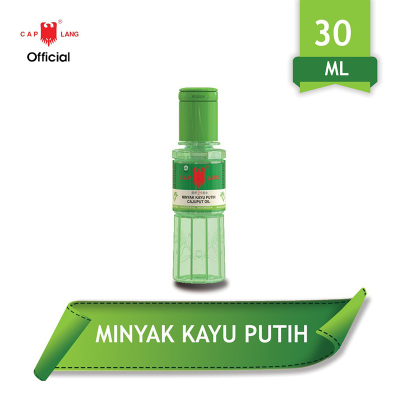 CAP LANG
Official
30
ML
CAP LANG
MINYAK KAYU PUTIH
CAJUPUT OIL
MINYAK KAYU PUTIH